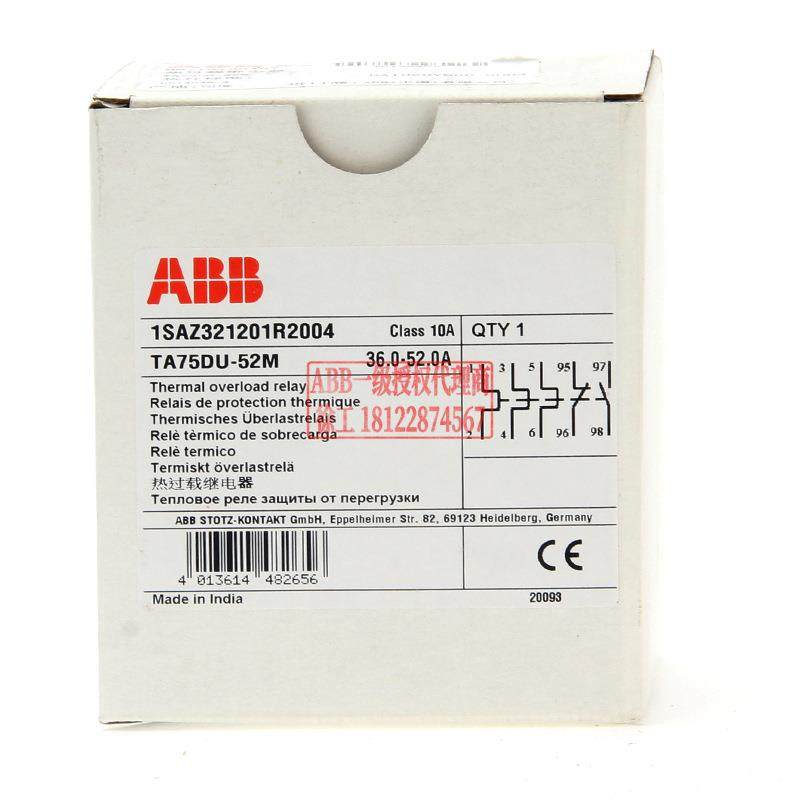 ABB
1SAZ321201R2004 Class 10A QTY 1
TA75DU-52M 36.0-52.0A
1 3 5 95 97
2 4 6 96 98
Thermal overload relay
Relais de protection thermique
Thermisches Überlastrelais
Relè tèrmico de sobrecarga
Relè termico
Termiskt överlastrelä
热过载继电器
Тепловое реле защиты от перегрузки
ABB一级授权代理商
徐工 18122874567
ABB STOTZ-KONTAKT GmbH, Eppelheimer Str. 82, 69123 Heidelberg, Germany
4 013614 482656
CE
Made in India 20093